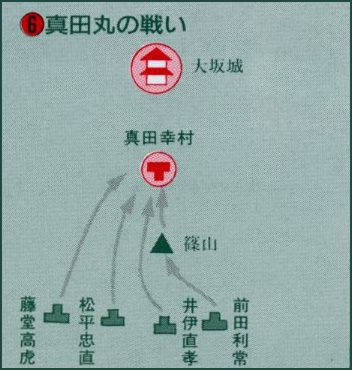 6 真田丸の戦い
大坂城
真田幸村
篠山
藤堂高虎
松平忠直
井伊直孝
前田利常